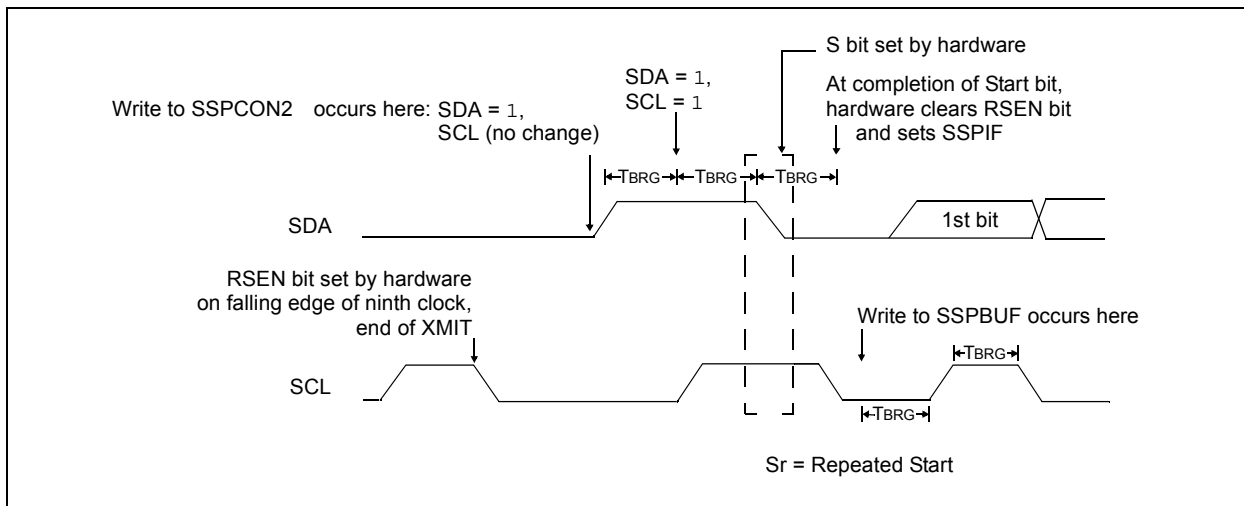 S bit set by hardware
SDA = 1,
SCL = 1
At completion of Start bit,
hardware clears RSEN bit
and sets SSPIF
Write to SSPCON2 occurs here: SDA = 1,
SCL (no change)
TBRG TBRG TBRG
SDA
1st bit
RSEN bit set by hardware
on falling edge of ninth clock,
end of XMIT
Write to SSPBUF occurs here
TBRG
SCL
TBRG
Sr = Repeated Start